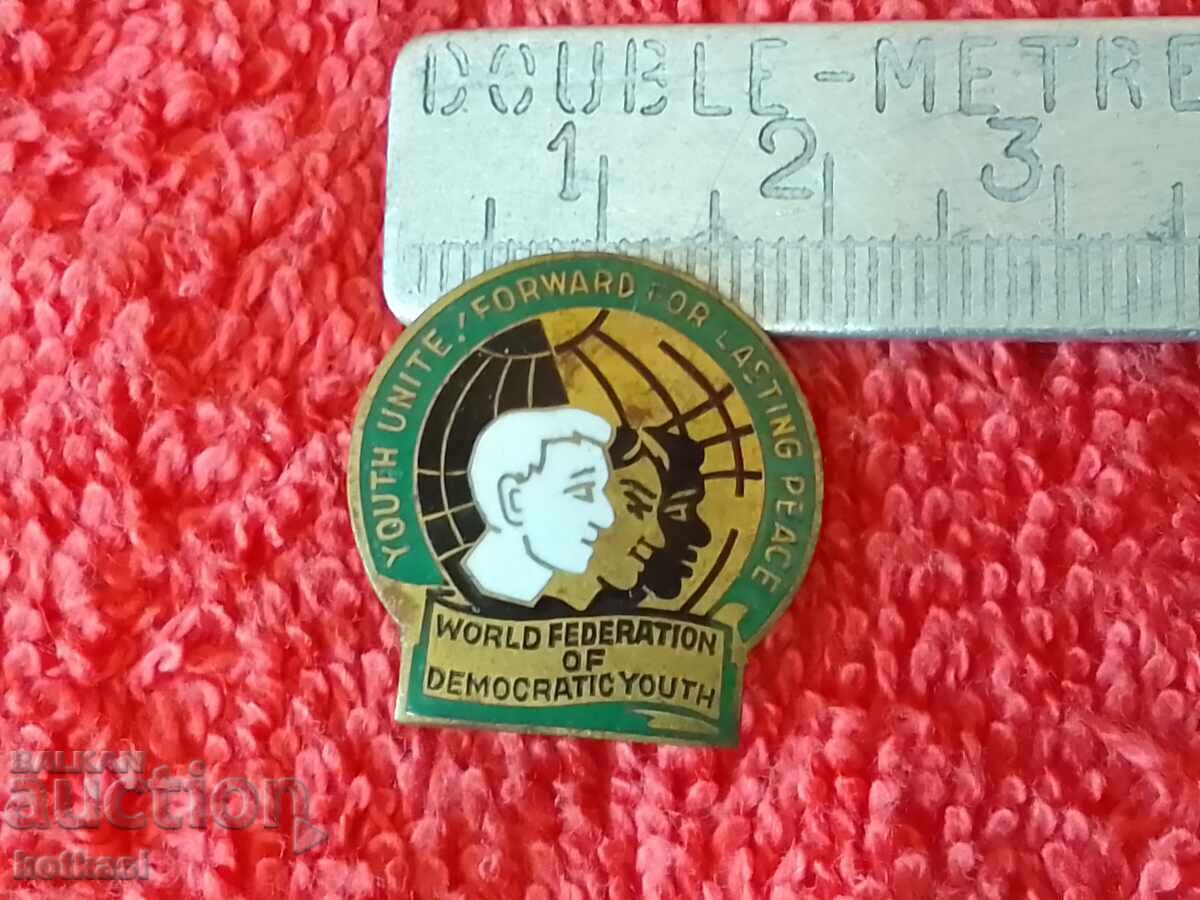 DOUBLE-METRE
1 2 3
YOUTH UNITE! FORWARD FOR LASTING PEACE
WORLD FEDERATION
OF
DEMOCRATIC YOUTH
BALKAN
auction
kotkasi